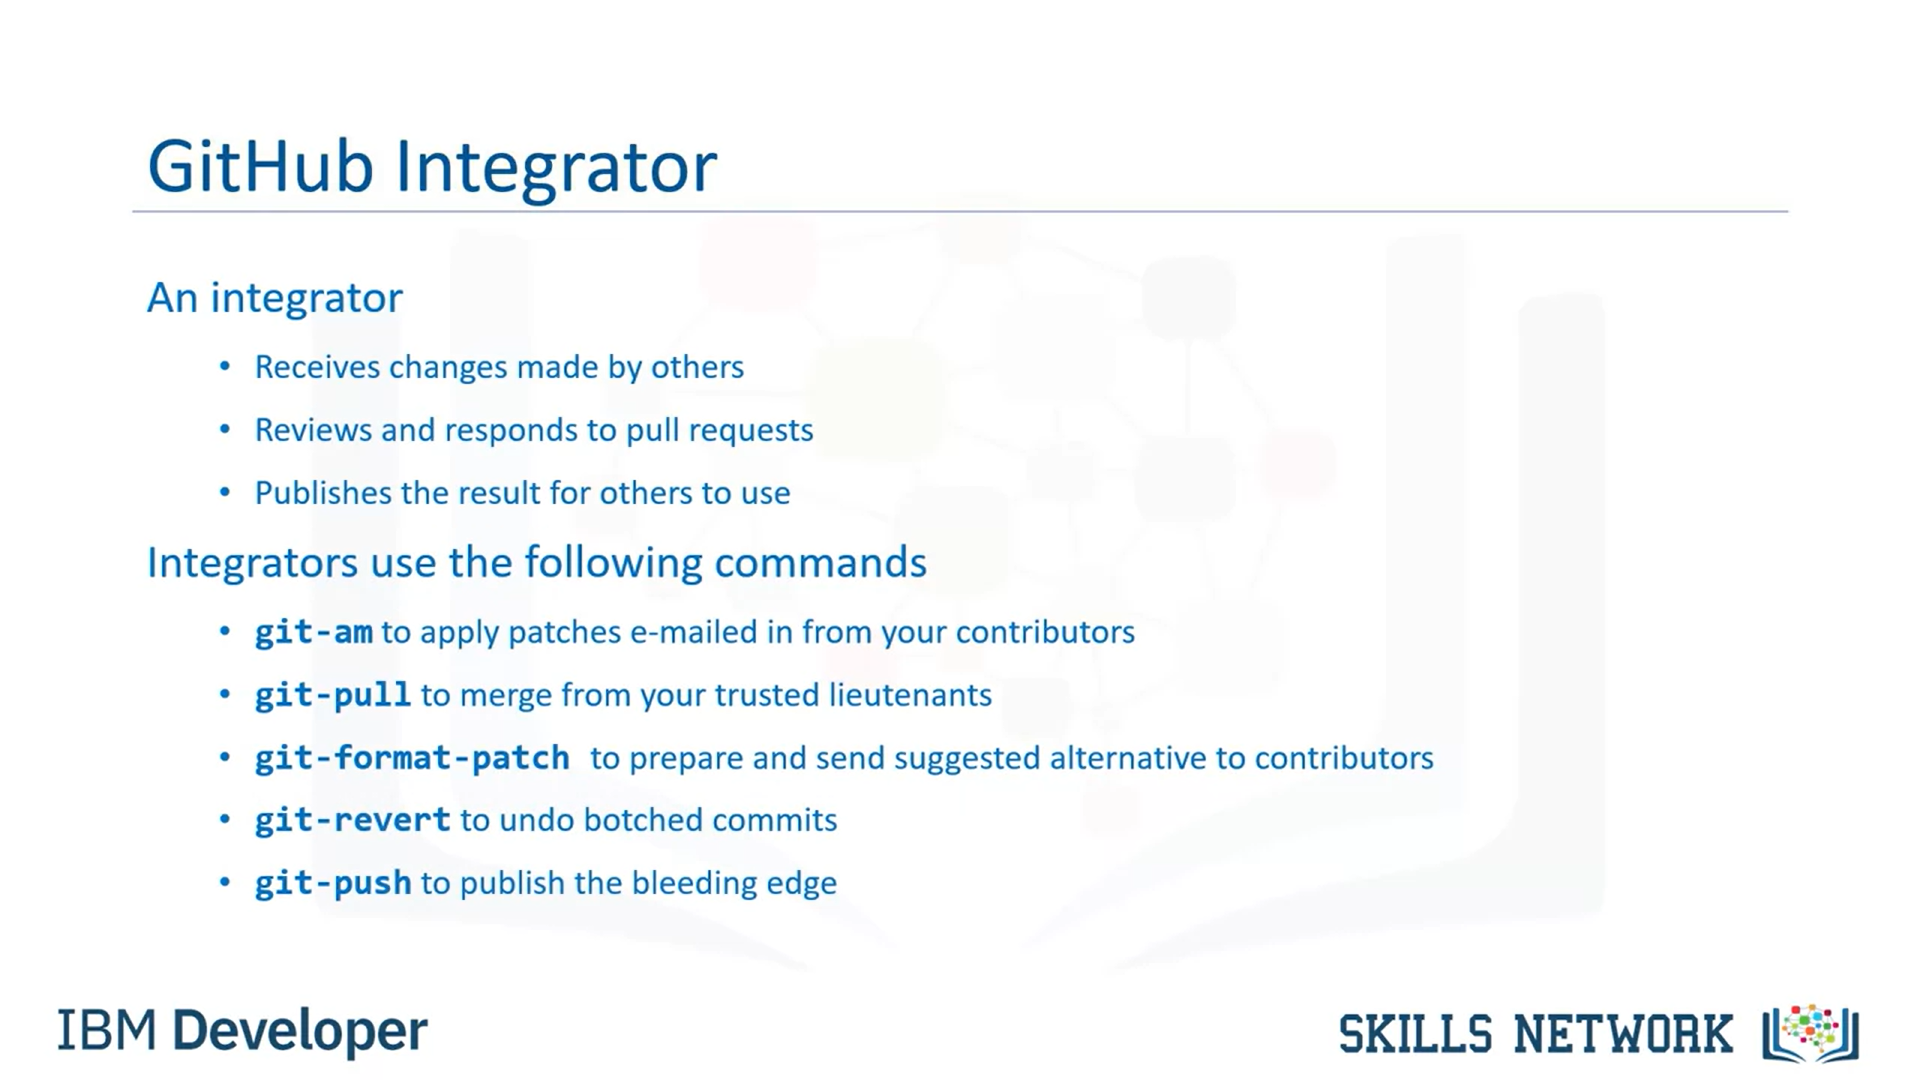 GitHub Integrator
An integrator
• Receives changes made by others
• Reviews and responds to pull requests
• Publishes the result for others to use
Integrators use the following commands
• git-am to apply patches e-mailed in from your contributors
• git-pull to merge from your trusted lieutenants
• git-format-patch to prepare and send suggested alternative to contributors
• git-revert to undo botched commits
• git-push to publish the bleeding edge
IBM Developer
SKILLS NETWORK